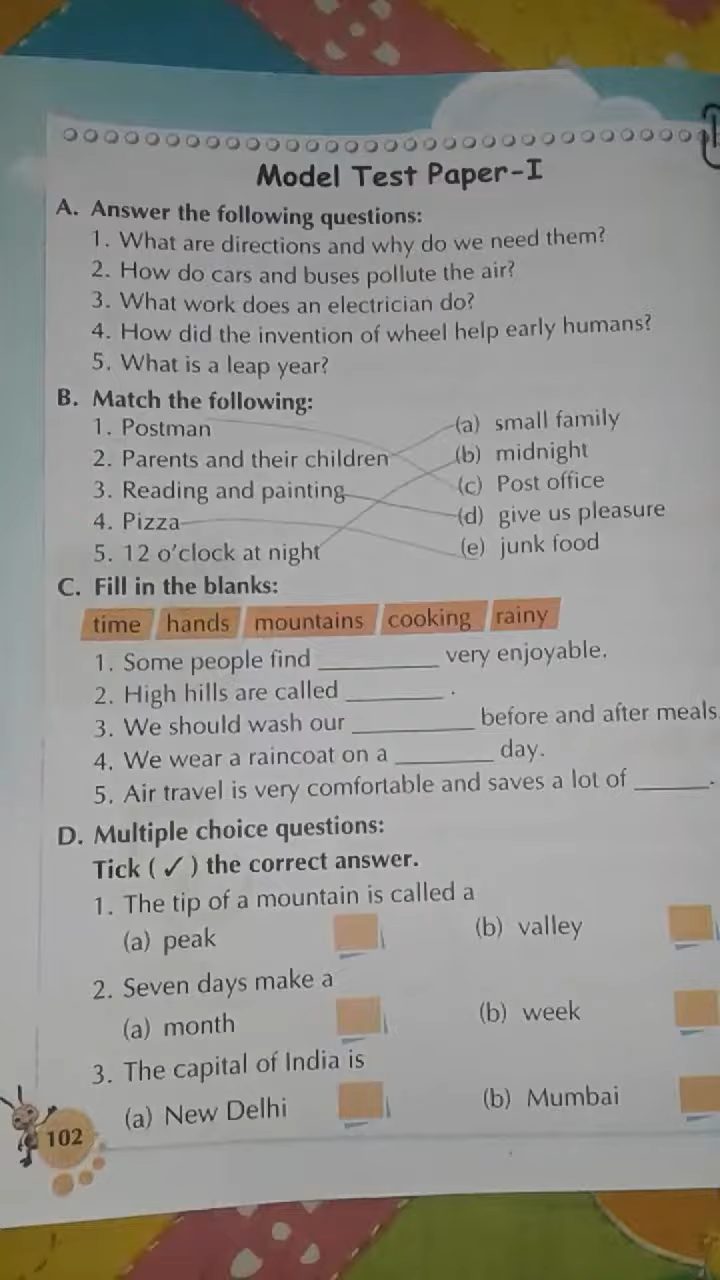 Model Test Paper-I
A. Answer the following questions:
1. What are directions and why do we need them?
2. How do cars and buses pollute the air?
3. What work does an electrician do?
4. How did the invention of wheel help early humans?
5. What is a leap year?
B. Match the following:
1. Postman (a) small family
2. Parents and their children (b) midnight
3. Reading and painting (c) Post office
4. Pizza (d) give us pleasure
5. 12 o'clock at night (e) junk food
C. Fill in the blanks:
time hands mountains cooking rainy
1. Some people find __________ very enjoyable.
2. High hills are called ________ .
3. We should wash our __________ before and after meals.
4. We wear a raincoat on a ________ day.
5. Air travel is very comfortable and saves a lot of ______.
D. Multiple choice questions:
Tick ( ✓ ) the correct answer.
1. The tip of a mountain is called a
(a) peak (b) valley
2. Seven days make a
(a) month (b) week
3. The capital of India is
(a) New Delhi (b) Mumbai
102